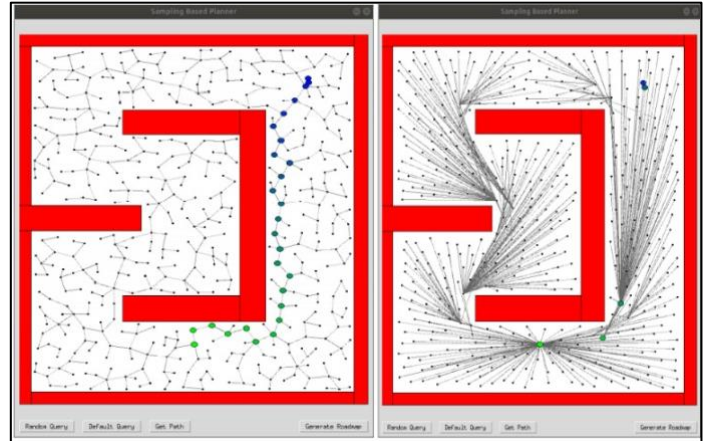 Sampling Based Planner
Sampling Based Planner
Random Query
Default Query
Get Path
Generate Roadmap
Random Query
Default Query
Get Path
Generate Roadmap